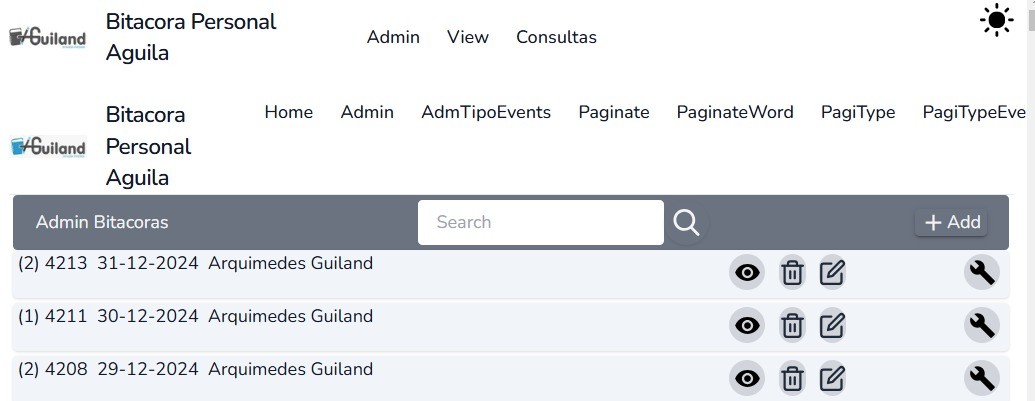 Guiland
Bitacora Personal
Aguila
Admin View Consultas
Guiland
Bitacora
Personal
Aguila
Home Admin AdmTipoEvents Paginate PaginateWord PagiType PagiTypeEve
Admin Bitacoras Search + Add
(2) 4213 31-12-2024 Arquimedes Guiland
(1) 4211 30-12-2024 Arquimedes Guiland
(2) 4208 29-12-2024 Arquimedes Guiland